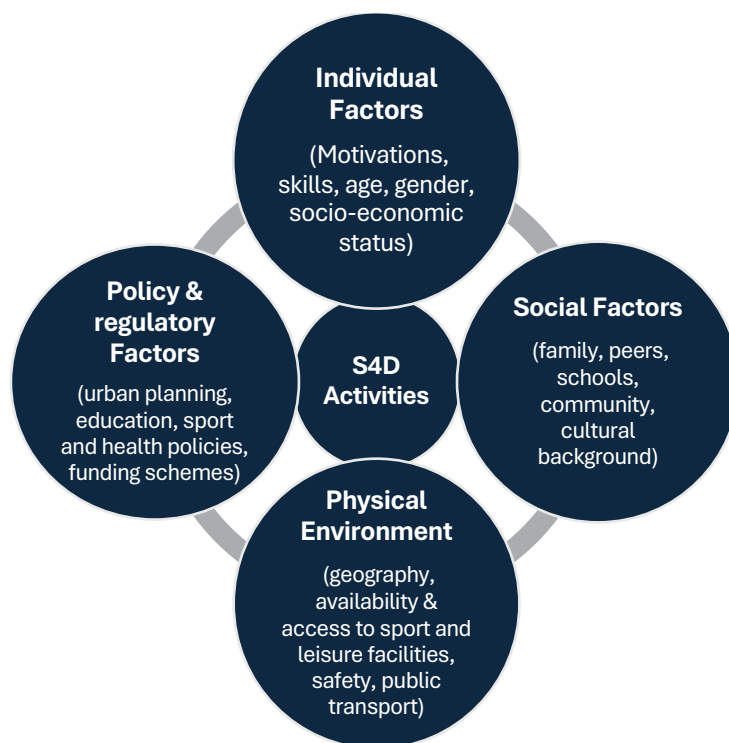 Individual
Factors
(Motivations,
skills, age, gender,
socio-economic
status)
Policy &
regulatory
Factors
(urban planning,
education, sport
and health policies,
funding schemes)
S4D
Activities
Social Factors
(family, peers,
schools,
community,
cultural
background)
Physical
Environment
(geography,
availability &
access to sport and
leisure facilities,
safety, public
transport)